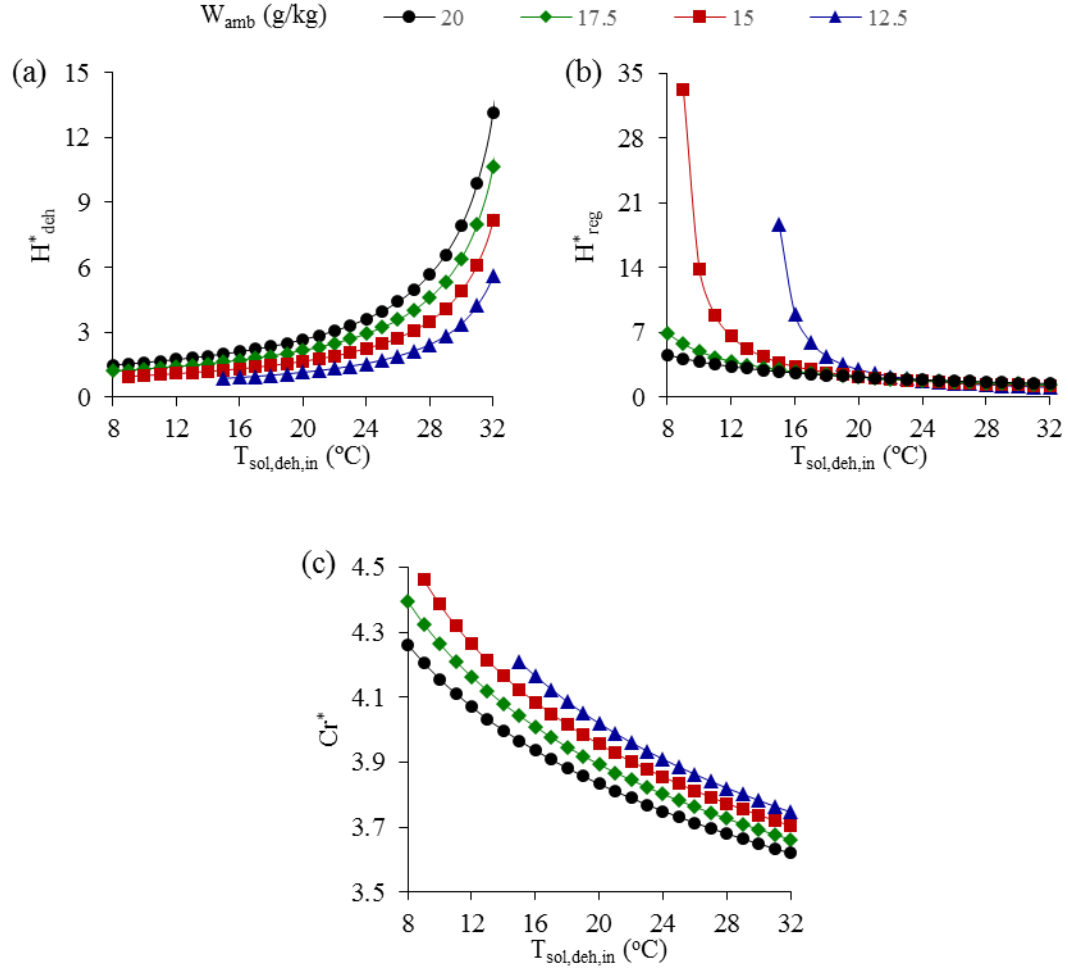 W_amb (g/kg) 20 17.5 15 12.5
(a)
15
12
9
6
3
0
H*_deh
8 12 16 20 24 28 32
T_sol,deh,in (ºC)
(b)
35
28
21
14
7
0
H*_reg
8 12 16 20 24 28 32
T_sol,deh,in (ºC)
(c)
4.5
4.3
4.1
3.9
3.7
3.5
Cr*
8 12 16 20 24 28 32
T_sol,deh,in (ºC)